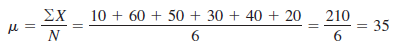 μ = ΣX / N = 10 + 60 + 50 + 30 + 40 + 20 / 6 = 210 / 6 = 35